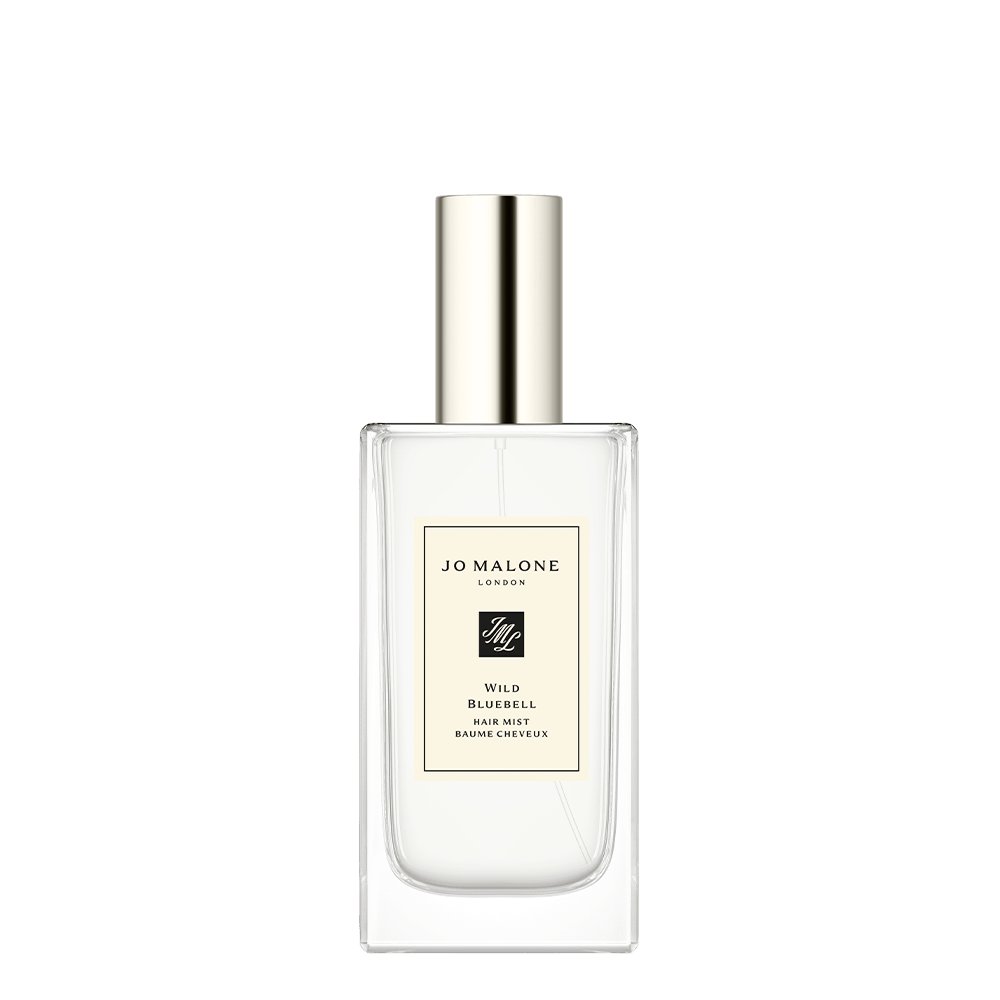 JO MALONE
LONDON
JML
WILD
BLUEBELL
HAIR MIST
BAUME CHEVEUX